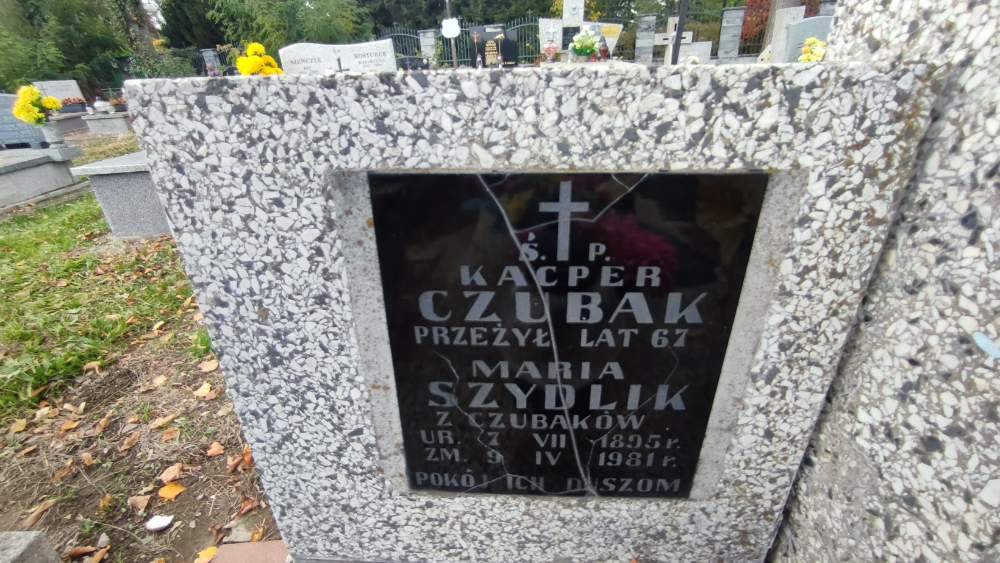 NIEMCZYK
Ś. P.
KACPER
CZUBAK
PRZEŻYŁ LAT 67
MARIA
SZYDLIK
Z CZUBAKÓW
UR. 7 VII 1895 r.
ZM. 9 IV 1981 r.
POKÓJ ICH DUSZOM